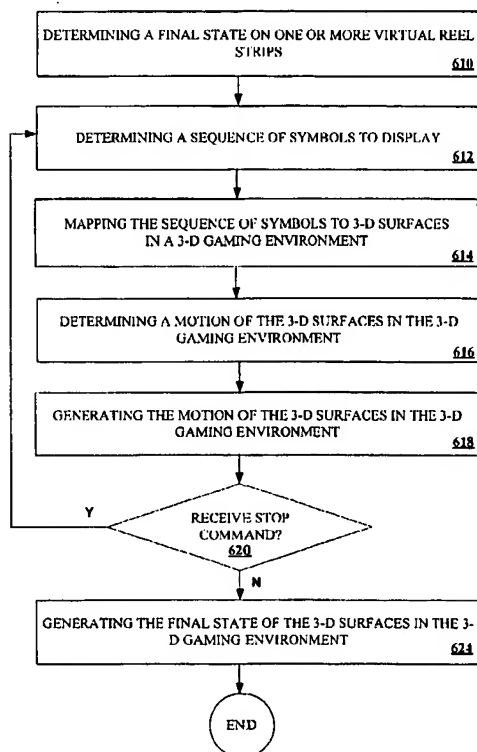 DETERMINING A FINAL STATE ON ONE OR MORE VIRTUAL REEL
STRIPS
610
DETERMINING A SEQUENCE OF SYMBOLS TO DISPLAY
612
MAPPING THE SEQUENCE OF SYMBOLS TO 3-D SURFACES
IN A 3-D GAMING ENVIRONMENT
614
DETERMINING A MOTION OF THE 3-D SURFACES IN THE 3-D
GAMING ENVIRONMENT
616
GENERATING THE MOTION OF THE 3-D SURFACES IN THE 3-D
GAMING ENVIRONMENT
618
Y
RECEIVE STOP
COMMAND?
620
N
GENERATING THE FINAL STATE OF THE 3-D SURFACES IN THE 3-
D GAMING ENVIRONMENT
624
END